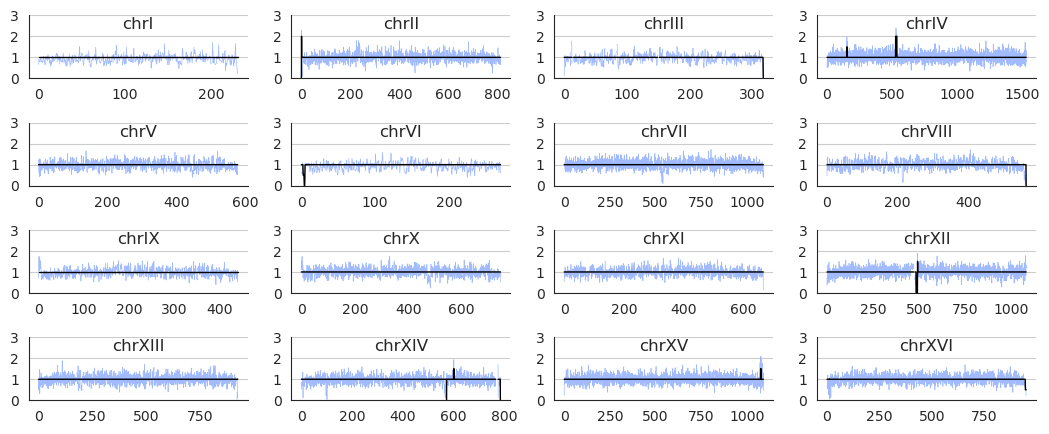 3 chrI 3 chrII 3 chrIII 3 chrIV
2 2 2 2
1 1 1 1
0 0 0 0
0 100 200 0 200 400 600 800 0 100 200 300 0 500 1000 1500
3 chrV 3 chrVI 3 chrVII 3 chrVIII
2 2 2 2
1 1 1 1
0 0 0 0
0 200 400 600 0 100 200 0 250 500 750 1000 0 200 400
3 chrIX 3 chrX 3 chrXI 3 chrXII
2 2 2 2
1 1 1 1
0 0 0 0
0 100 200 300 400 0 200 400 600 0 200 400 600 0 250 500 750 1000
3 chrXIII 3 chrXIV 3 chrXV 3 chrXVI
2 2 2 2
1 1 1 1
0 0 0 0
0 250 500 750 0 200 400 600 800 0 250 500 750 1000 0 250 500 750